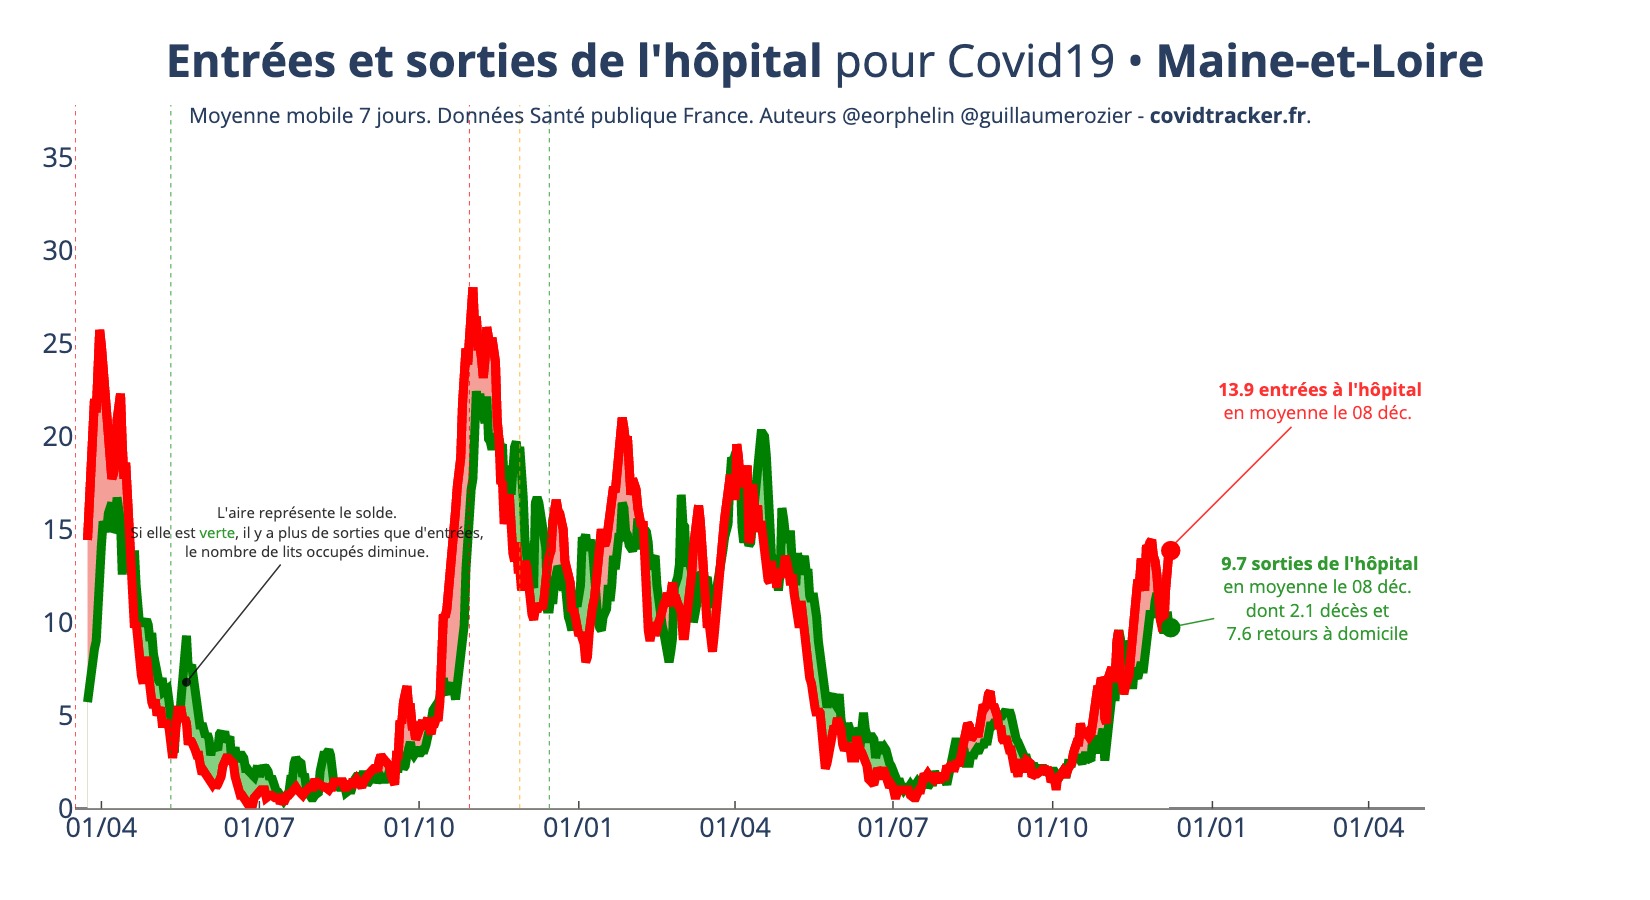 Entrées et sorties de l'hôpital pour Covid19 • Maine-et-Loire
Moyenne mobile 7 jours. Données Santé publique France. Auteurs @eorphelin @guillaumerozier - covidtracker.fr.
35
30
25
20
15
10
5
0
13.9 entrées à l'hôpital
en moyenne le 08 déc.
L'aire représente le solde.
Si elle est verte, il y a plus de sorties que d'entrées,
le nombre de lits occupés diminue.
9.7 sorties de l'hôpital
en moyenne le 08 déc.
dont 2.1 décès et
7.6 retours à domicile
01/04 01/07 01/10 01/01 01/04 01/07 01/10 01/01 01/04